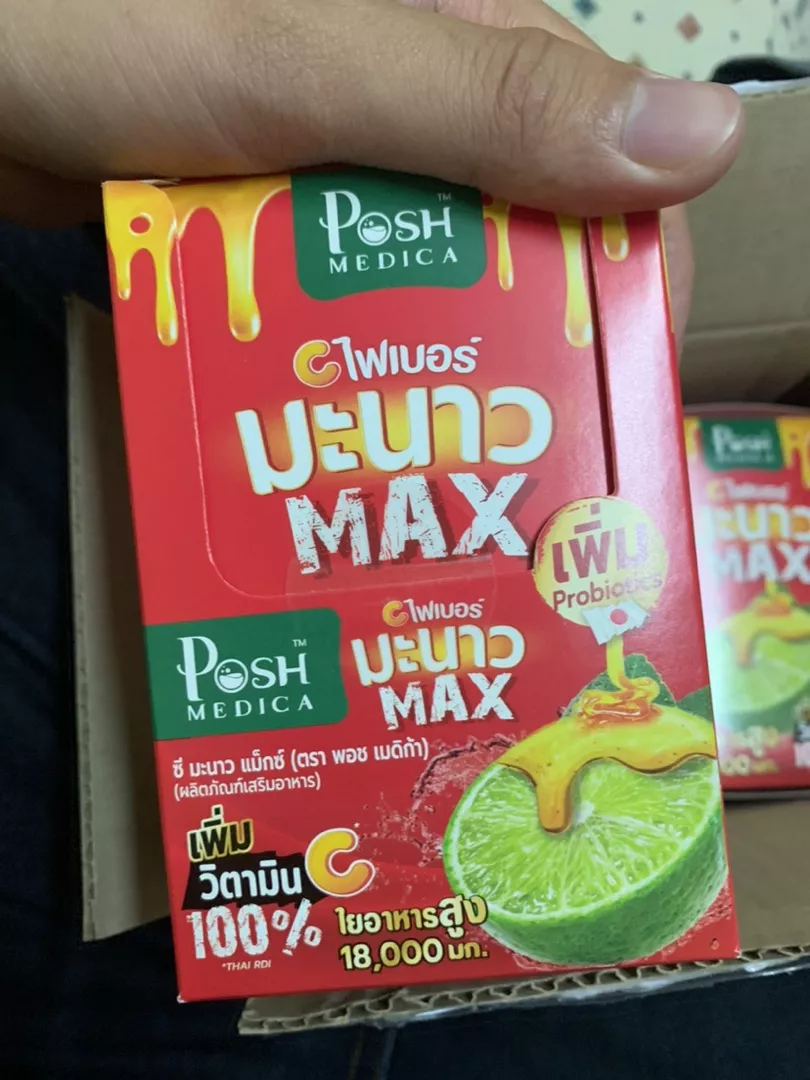 POSH™
MEDICA
C ไฟเบอร์
มะนาว
MAX
เพิ่ม
Probiotics
C ไฟเบอร์
มะนาว
MAX
POSH™
MEDICA
ซี มะนาว แม็กซ์ (ตรา พอช เมดิก้า)
(ผลิตภัณฑ์เสริมอาหาร)
เพิ่ม
วิตามิน C
100%
*THAI RDI
ใยอาหารสูง
18,000 มก.
POSH
MEDICA
MAX